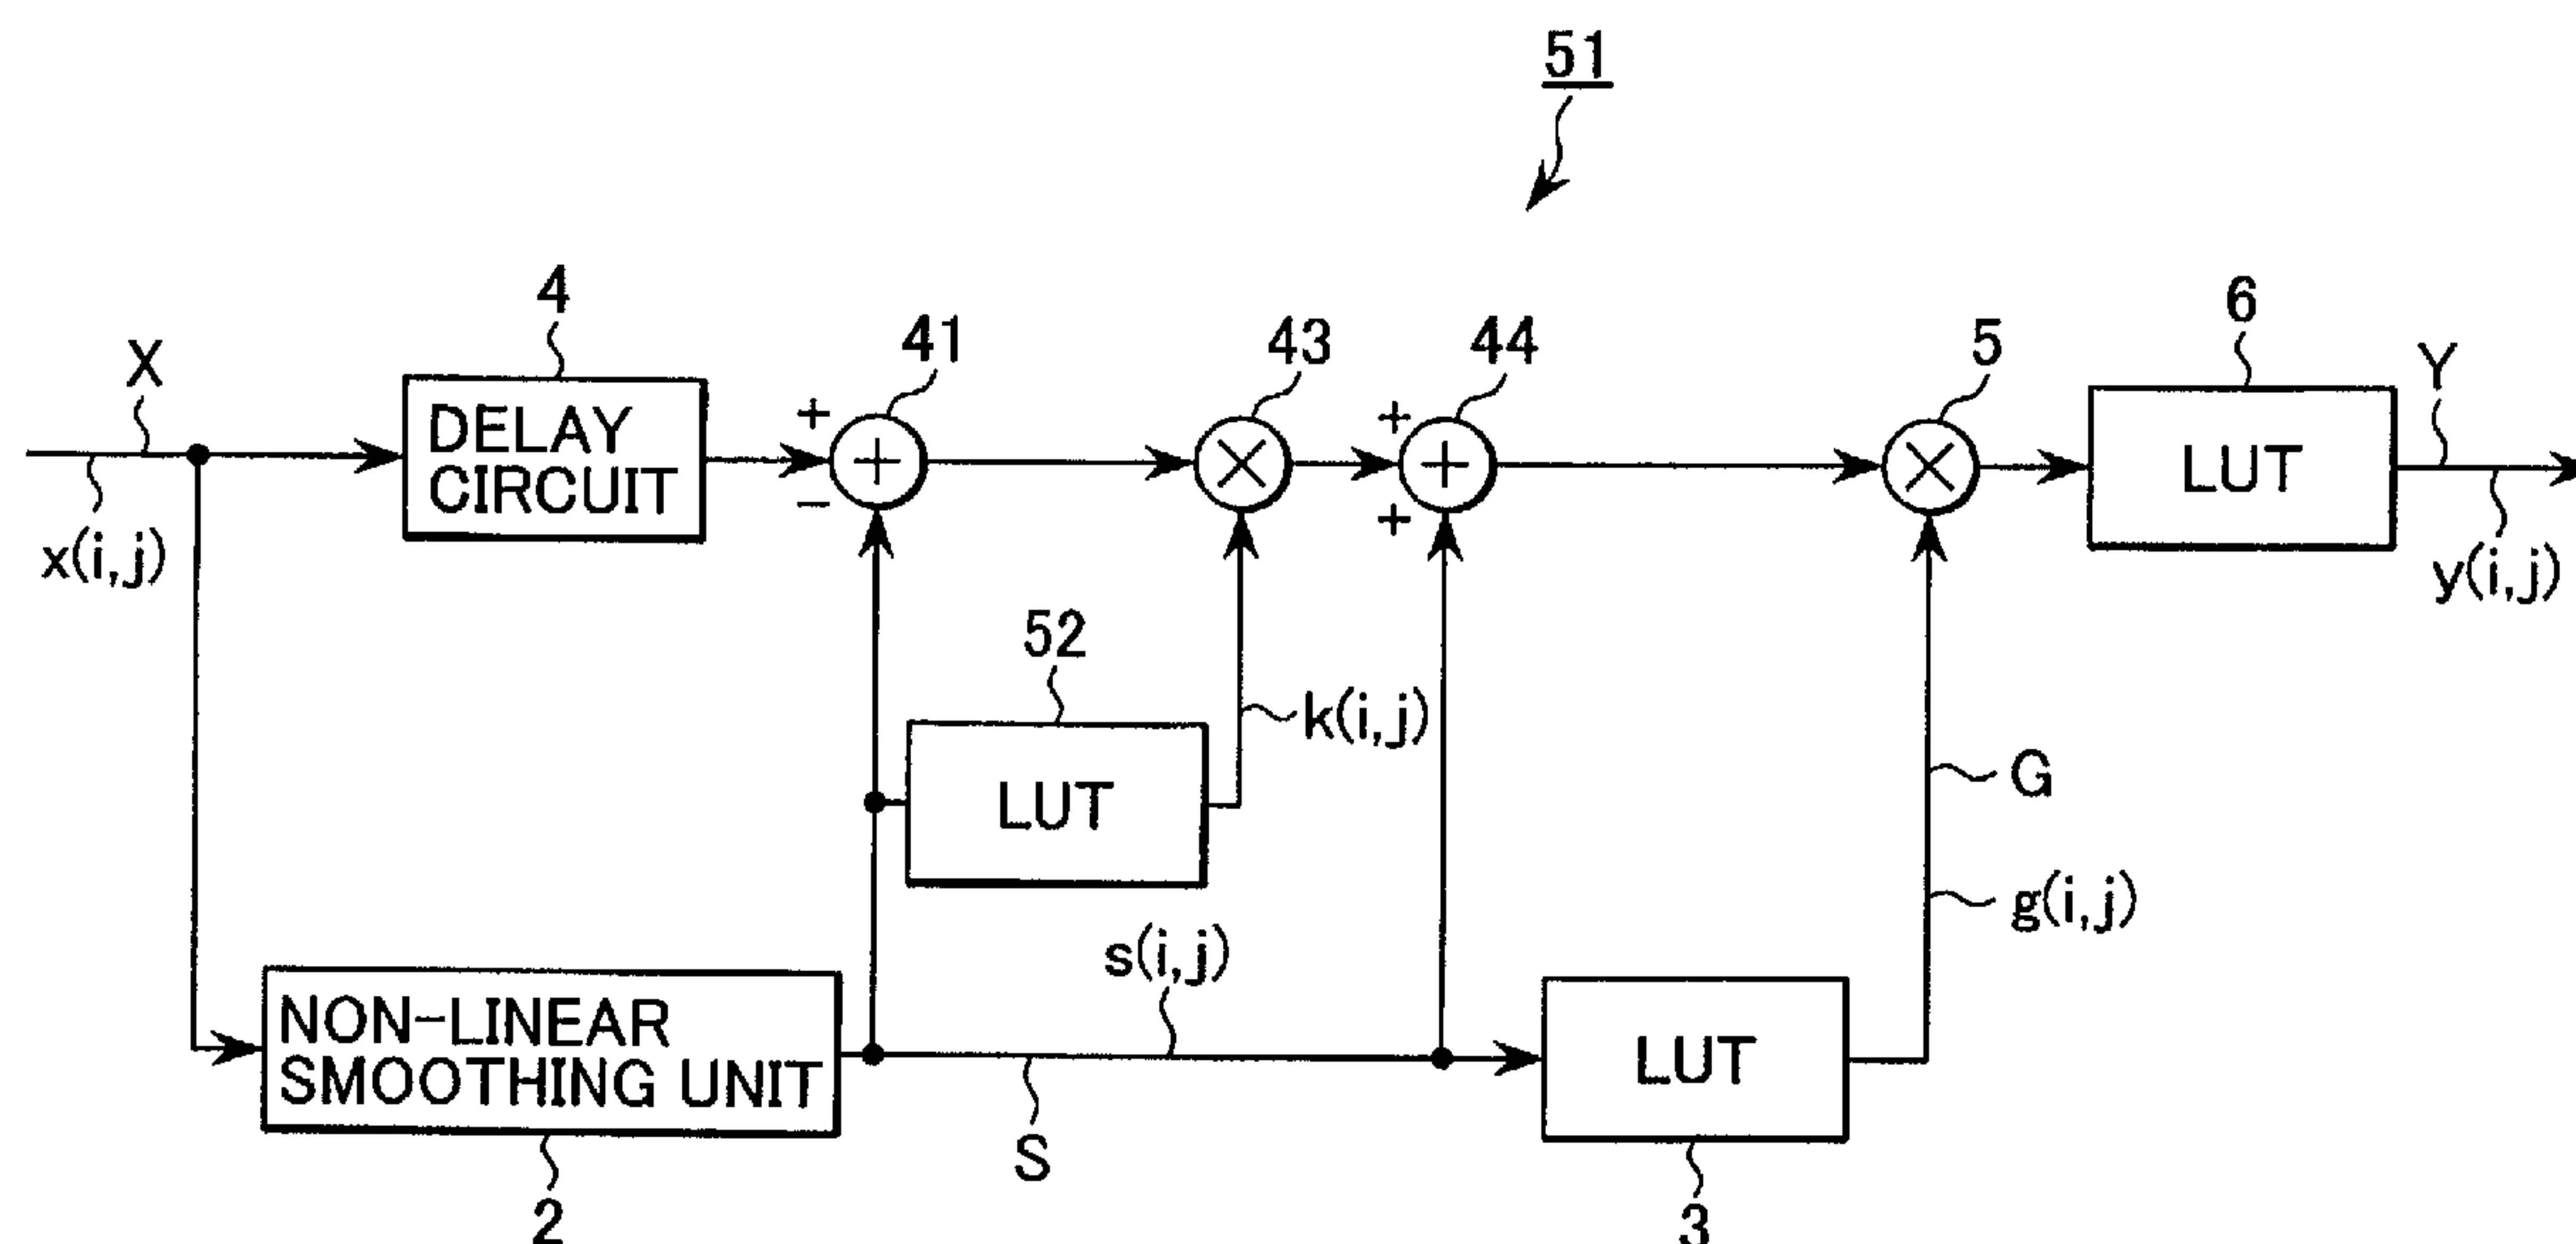 51
4
41
43
44
5
6
X
Y
DELAY
CIRCUIT
+
−
+
×
+
+
+
×
LUT
x(i,j)
y(i,j)
52
k(i,j)
LUT
G
g(i,j)
s(i,j)
NON-LINEAR
SMOOTHING UNIT
LUT
S
2
3